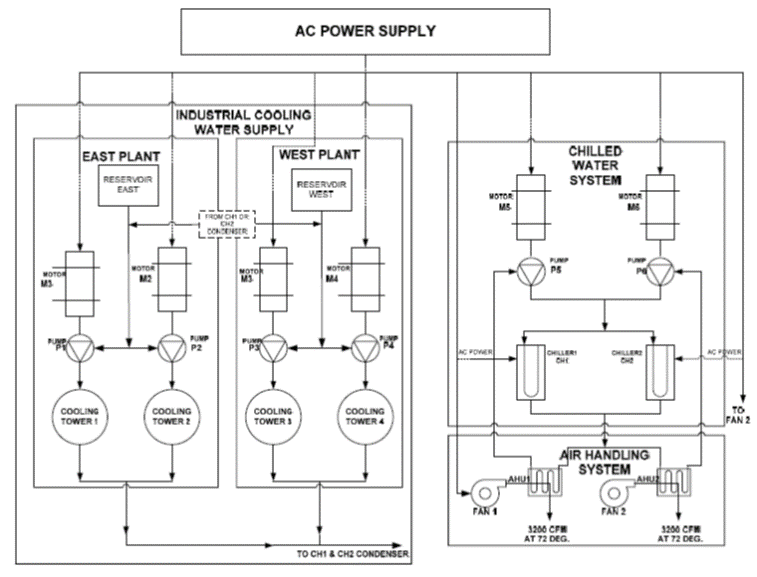 AC POWER SUPPLY
INDUSTRIAL COOLING
WATER SUPPLY
EAST PLANT
RESERVOIR
EAST
WEST PLANT
RESERVOIR
WEST
FROM CH1 OR
CH2
CONDENSER
MOTOR
M3
MOTOR
M2
MOTOR
M3
MOTOR
M4
PUMP
P1
PUMP
P2
PUMP
P3
PUMP
P4
COOLING
TOWER 1
COOLING
TOWER 2
COOLING
TOWER 3
COOLING
TOWER 4
TO CH1 & CH2 CONDENSER
CHILLED
WATER
SYSTEM
MOTOR
M5
MOTOR
M6
PUMP
P5
PUMP
P6
AC POWER
CHILLER1
CH1
CHILLER2
CH2
AC POWER
TO
FAN 2
AIR HANDLING
SYSTEM
AHU1
FAN 1
AHU2
FAN 2
3200 CFM
AT 72 DEG.
3200 CFM
AT 72 DEG.